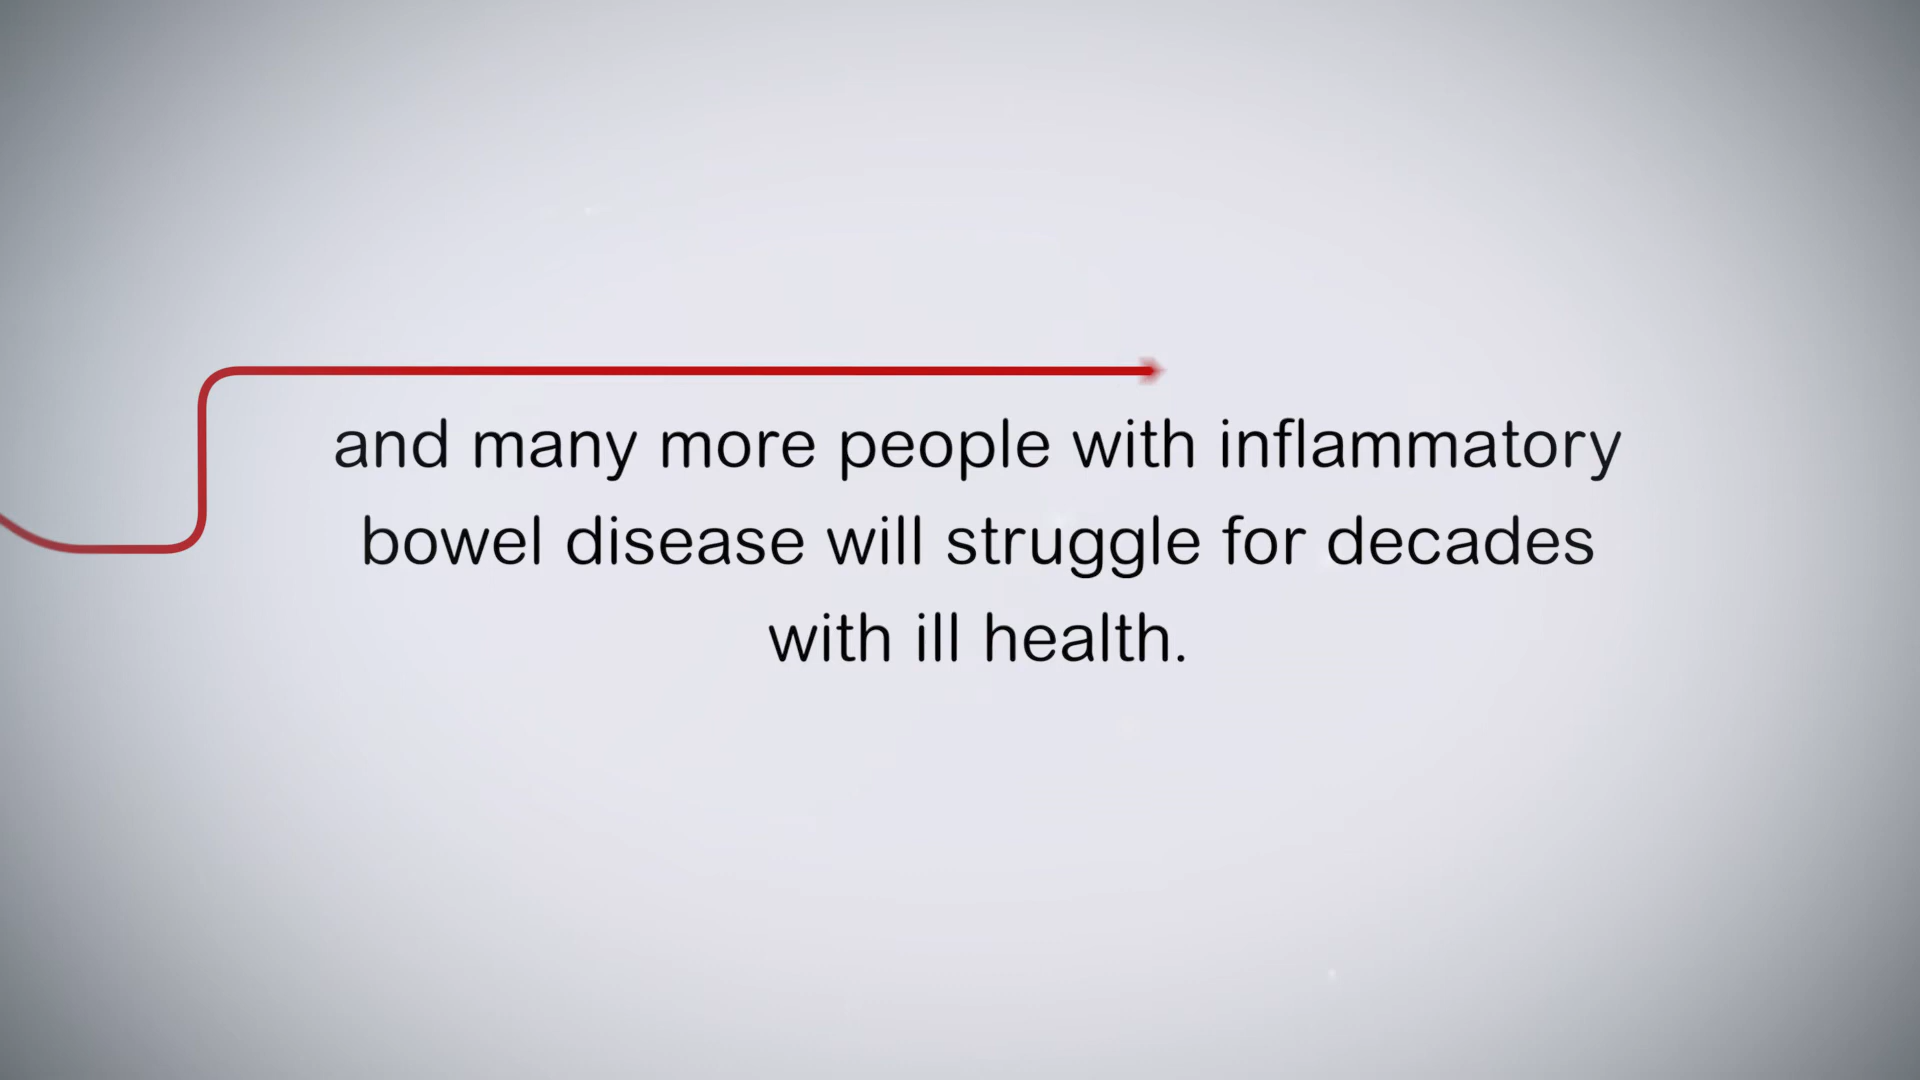 and many more people with inflammatory
bowel disease will struggle for decades
with ill health.